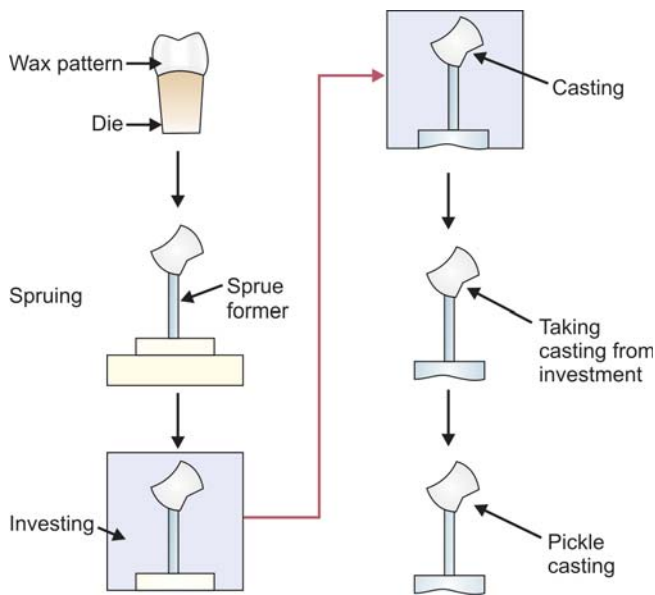 Wax pattern
Die
Spruing
Sprue
former
Investing
Casting
Taking
casting from
investment
Pickle
casting